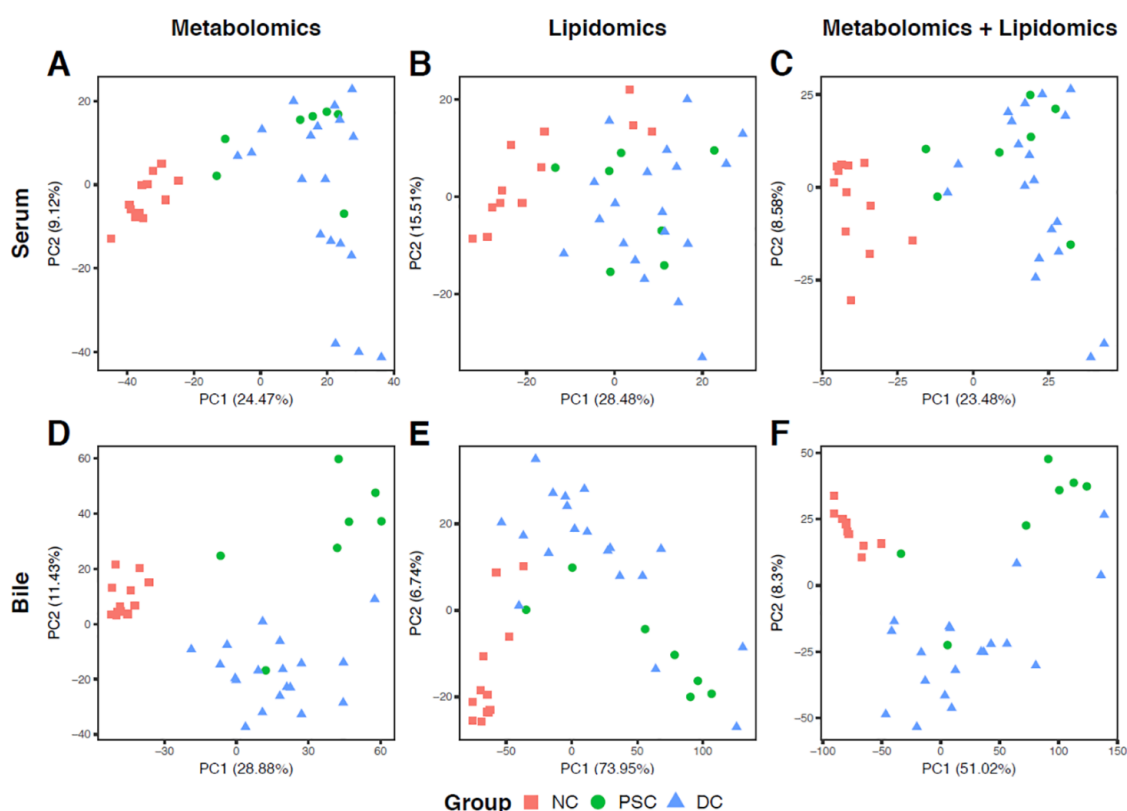 Metabolomics Lipidomics Metabolomics + Lipidomics
Serum
A
20
0
−20
−40
PC2 (9.12%)
−40 −20 0 20 40
PC1 (24.47%)
B
20
0
−20
PC2 (15.51%)
−20 0 20
PC1 (28.48%)
C
25
0
−25
PC2 (8.58%)
−50 −25 0 25
PC1 (23.48%)
Bile
D
60
40
20
0
−20
−40
PC2 (11.43%)
−30 0 30 60
PC1 (28.88%)
E
20
0
−20
PC2 (6.74%)
−50 0 50 100
PC1 (73.95%)
F
50
25
0
−25
−50
PC2 (8.3%)
−100 −50 0 50 100 150
PC1 (51.02%)
Group NC PSC DC